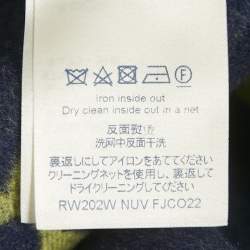 Iron inside out
Dry clean inside out in a net
反面熨烫
洗网中反面干洗
裏返しにしてアイロンをあててください
クリーニングネットを使用し、裏返して
ドライクリーニングしてください
RW202W NUV FJCO22